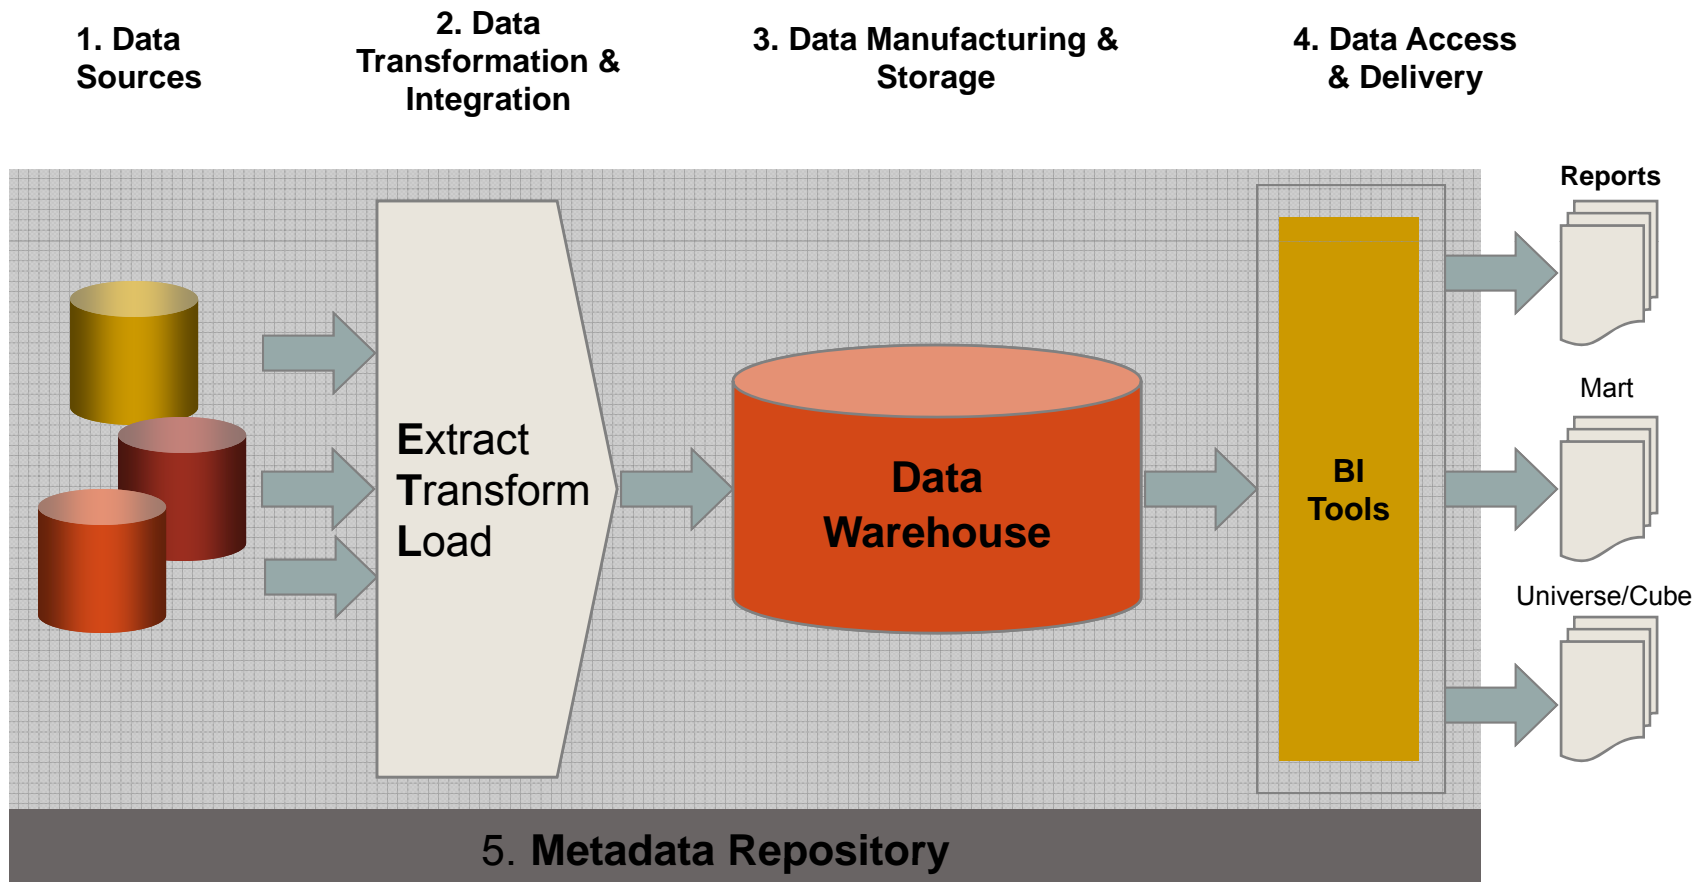 1. Data
Sources
2. Data
Transformation &
Integration
3. Data Manufacturing &
Storage
4. Data Access
& Delivery
Reports
Mart
Extract
Transform
Load
Data
Warehouse
BI
Tools
Universe/Cube
5. Metadata Repository